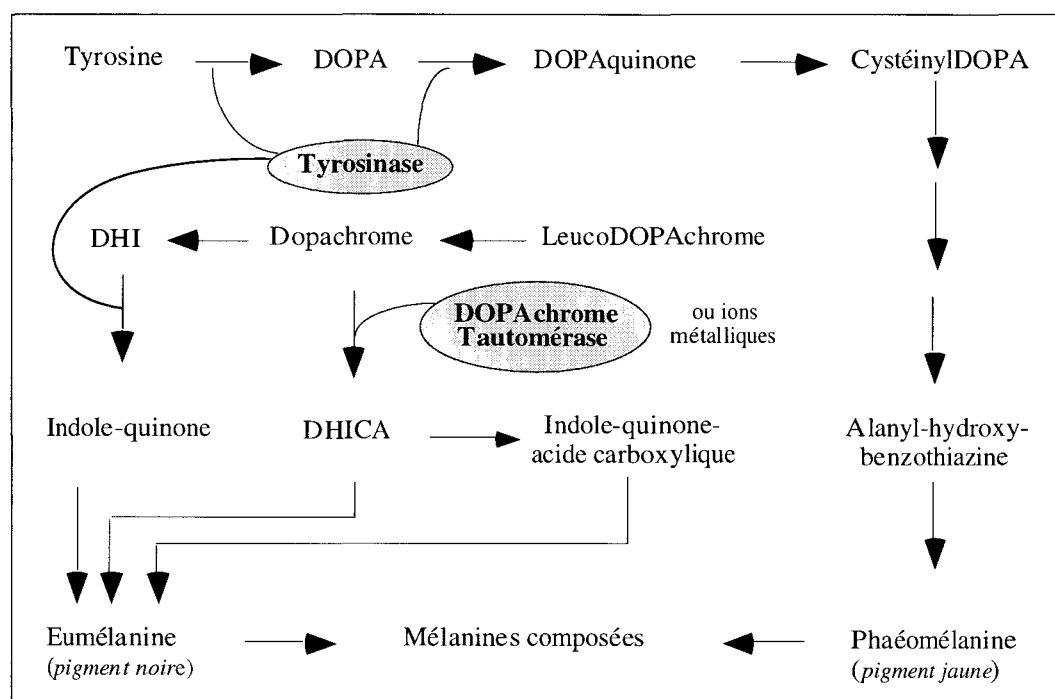 Tyrosine
DOPA
DOPAquinone
CystéinylDOPA
Tyrosinase
DHI
Dopachrome
LeucoDOPAchrome
DOPAchrome
Tautomérase
ou ions
métalliques
Indole-quinone
DHICA
Indole-quinone-
acide carboxylique
Alanyl-hydroxy-
benzothiazine
Eumélanine
(pigment noire)
Mélanines composées
Phaéomélanine
(pigment jaune)